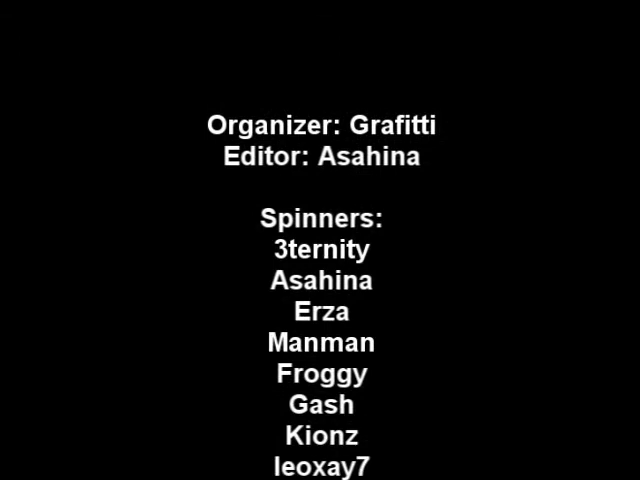 Organizer: Grafitti
Editor: Asahina
Spinners:
3ternity
Asahina
Erza
Manman
Froggy
Gash
Kionz
leoxay7